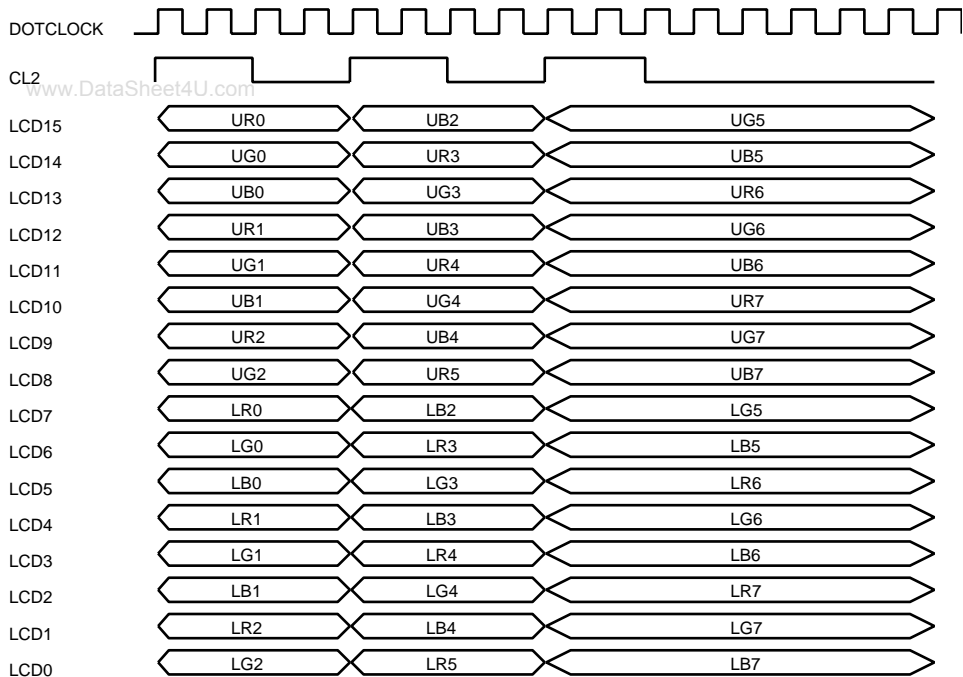 DOTCLOCK
CL2
www.DataSheet4U.com
LCD15 UR0 UB2 UG5
LCD14 UG0 UR3 UB5
LCD13 UB0 UG3 UR6
LCD12 UR1 UB3 UG6
LCD11 UG1 UR4 UB6
LCD10 UB1 UG4 UR7
LCD9 UR2 UB4 UG7
LCD8 UG2 UR5 UB7
LCD7 LR0 LB2 LG5
LCD6 LG0 LR3 LB5
LCD5 LB0 LG3 LR6
LCD4 LR1 LB3 LG6
LCD3 LG1 LR4 LB6
LCD2 LB1 LG4 LR7
LCD1 LR2 LB4 LG7
LCD0 LG2 LR5 LB7